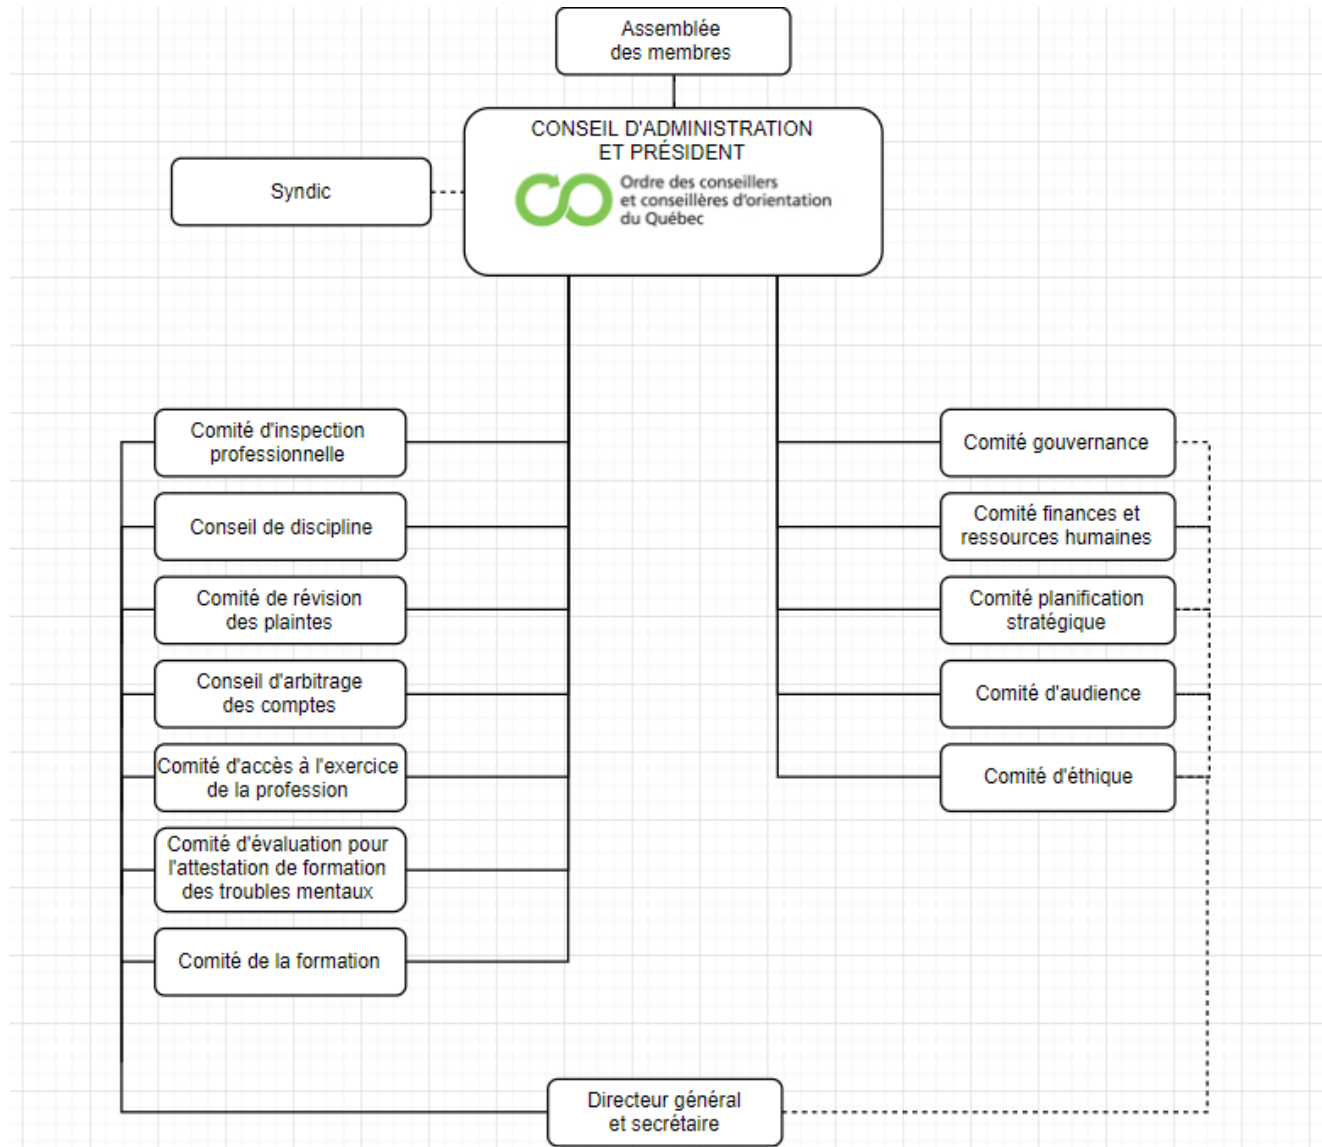 Assemblée
des membres
CONSEIL D'ADMINISTRATION
ET PRÉSIDENT
Ordre des conseillers
et conseillères d'orientation
du Québec
Syndic
Comité d'inspection
professionnelle
Conseil de discipline
Comité de révision
des plaintes
Conseil d'arbitrage
des comptes
Comité d'accès à l'exercice
de la profession
Comité d'évaluation pour
l'attestation de formation
des troubles mentaux
Comité de la formation
Comité gouvernance
Comité finances et
ressources humaines
Comité planification
stratégique
Comité d'audience
Comité d'éthique
Directeur général
et secrétaire